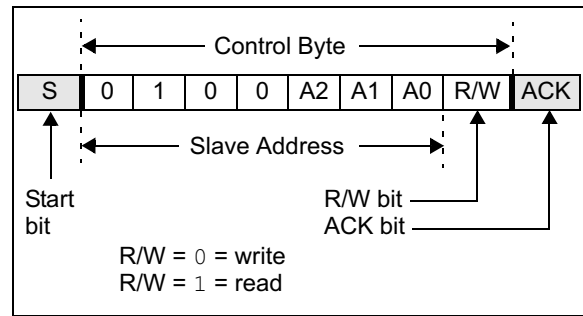 Control Byte
S 0 1 0 0 A2 A1 A0 R/W ACK
Slave Address
Start
bit
R/W bit
ACK bit
R/W = 0 = write
R/W = 1 = read